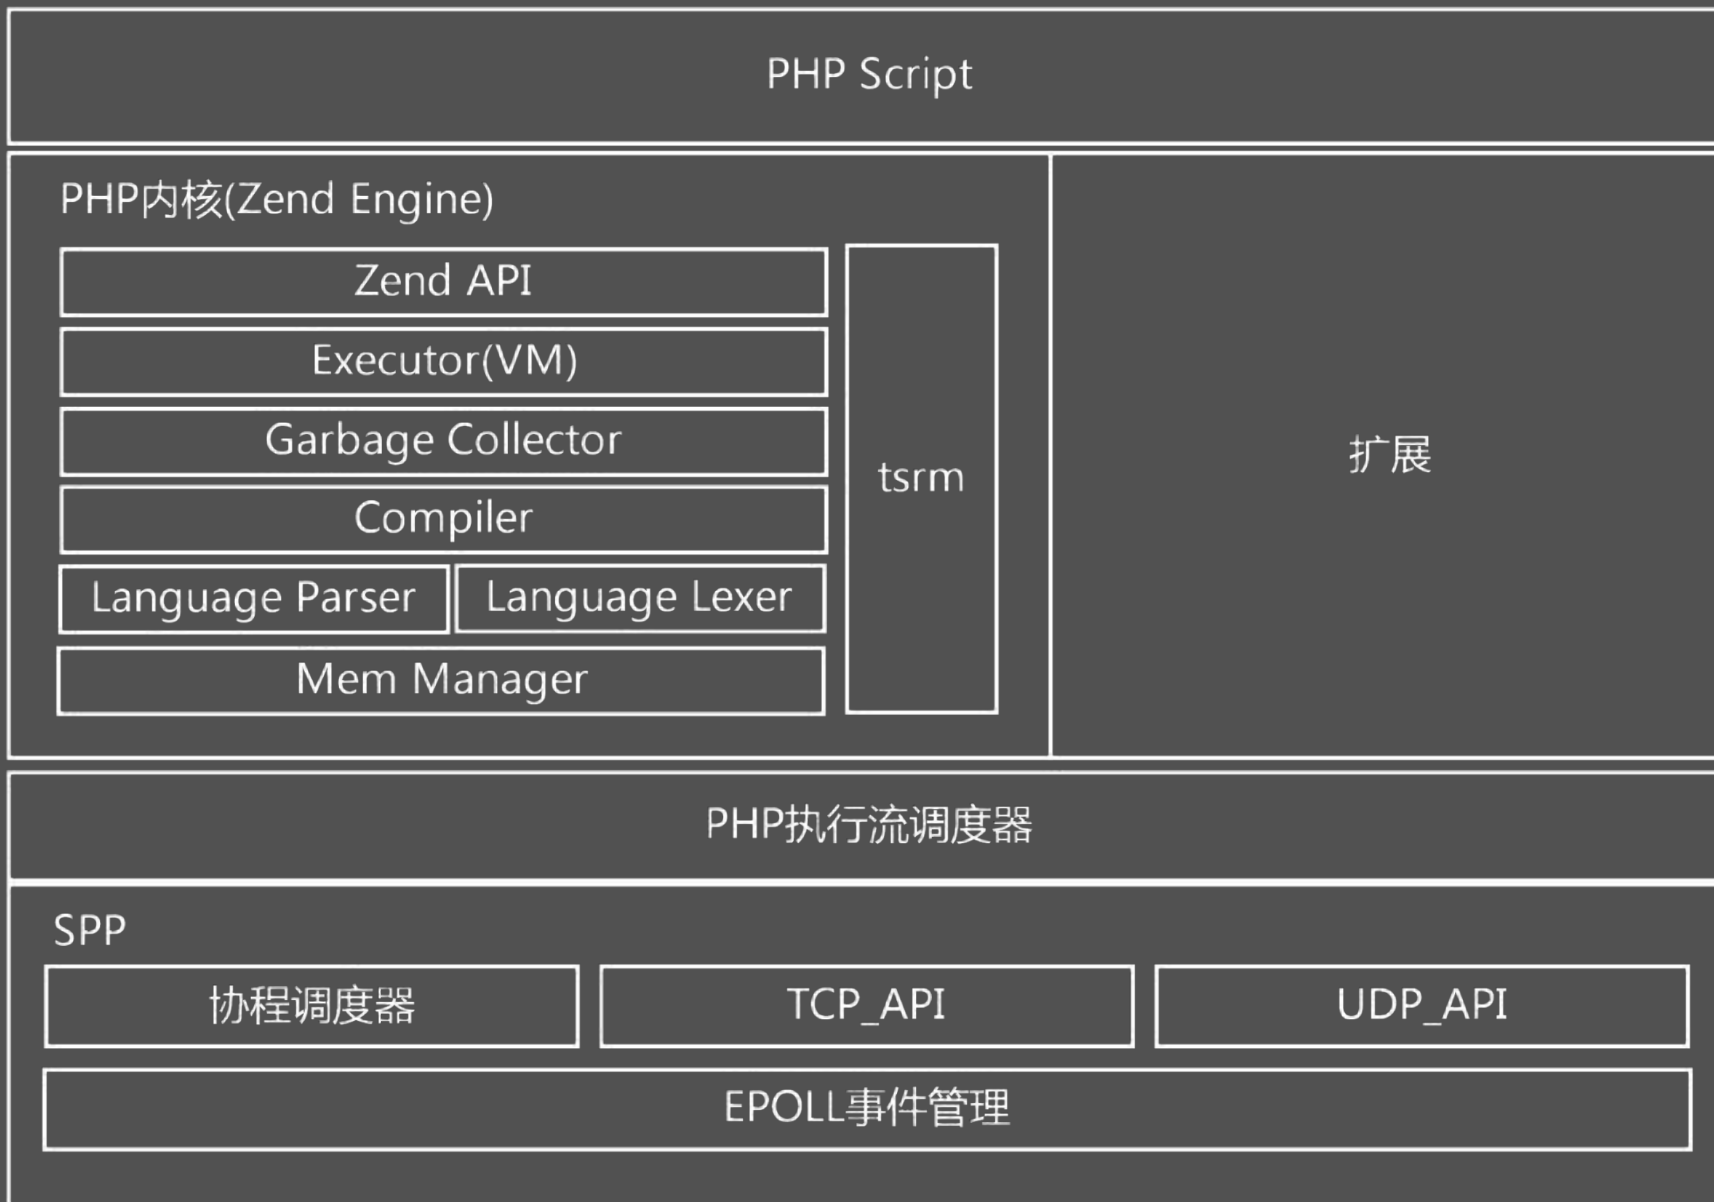 PHP Script
PHP内核(Zend Engine)
Zend API
Executor(VM)
Garbage Collector
Compiler
Language Parser
Language Lexer
Mem Manager
tsrm
扩展
PHP执行流调度器
SPP
协程调度器
TCP_API
UDP_API
EPOLL事件管理